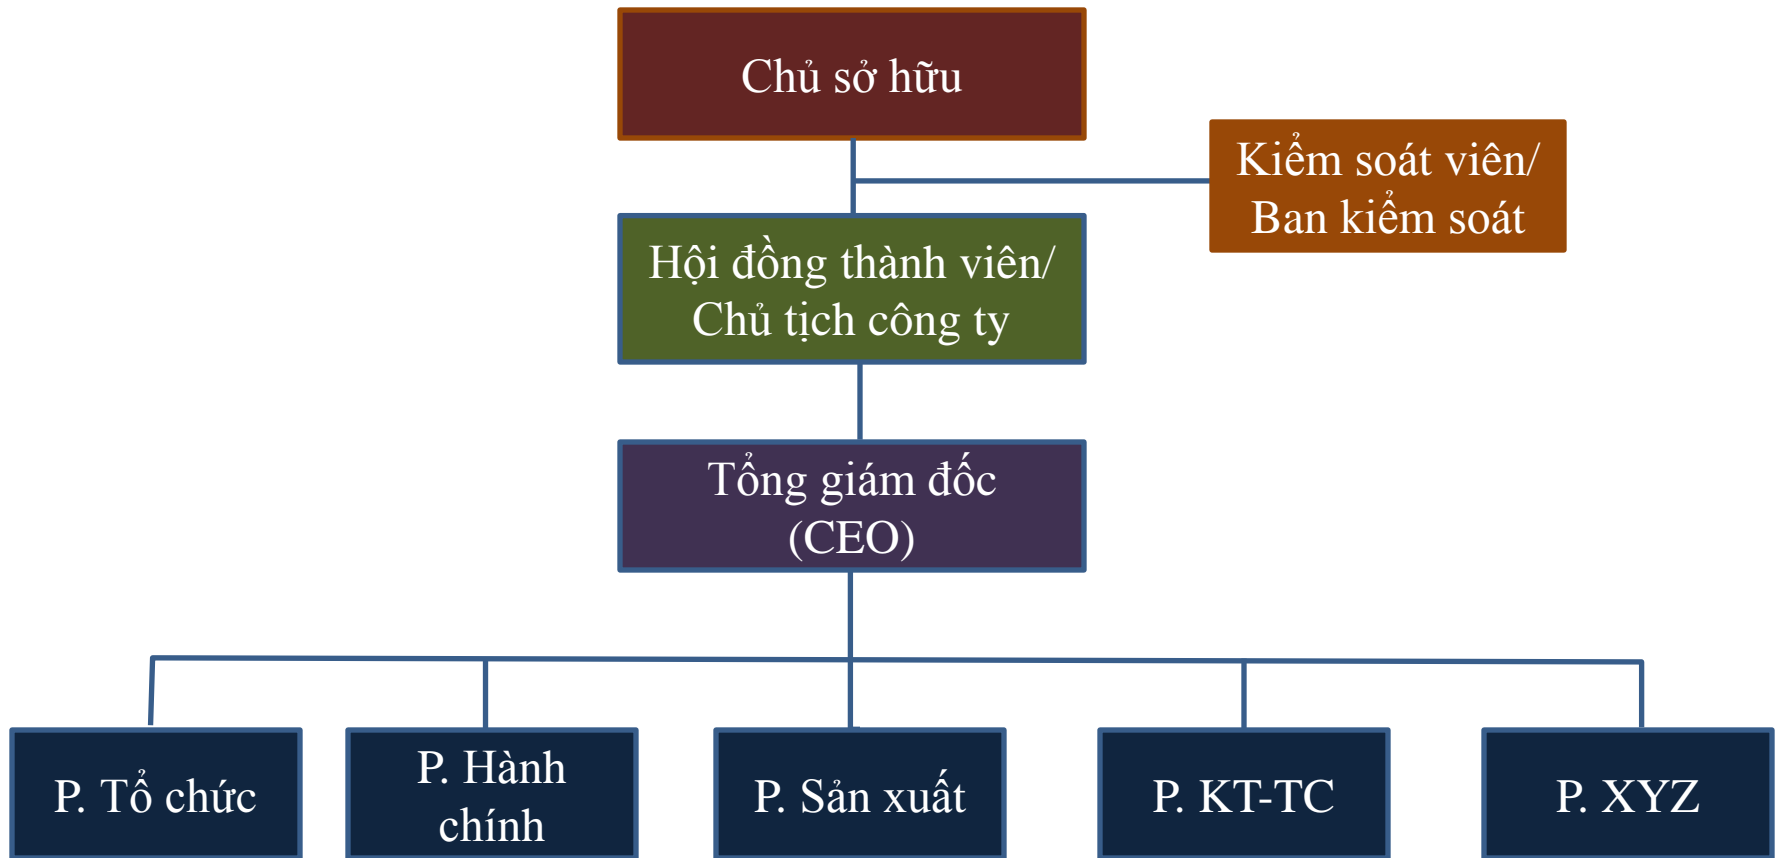 Chủ sở hữu
Kiểm soát viên/
Ban kiểm soát
Hội đồng thành viên/
Chủ tịch công ty
Tổng giám đốc
(CEO)
P. Tổ chức
P. Hành
chính
P. Sản xuất
P. KT-TC
P. XYZ